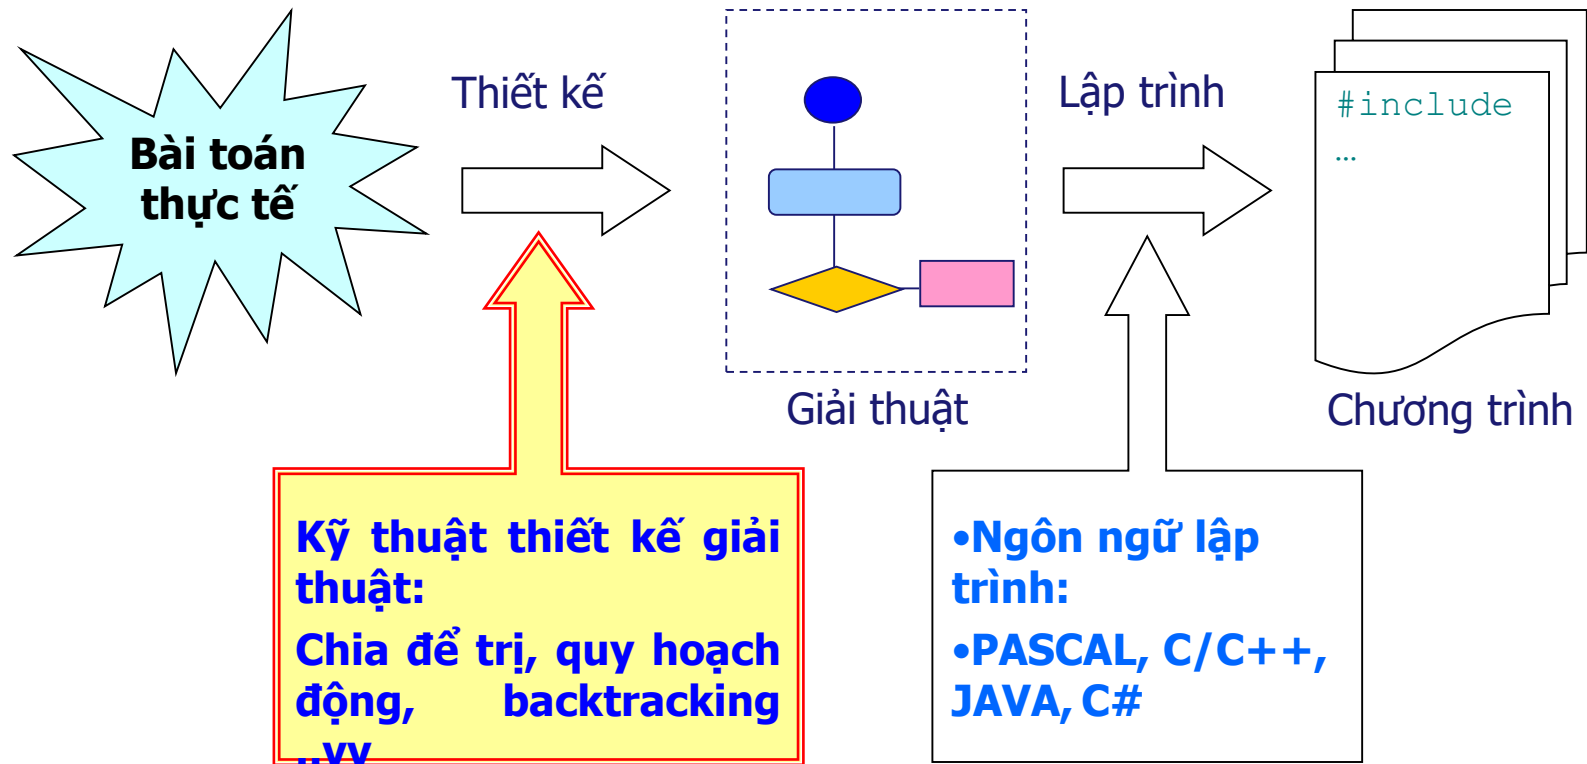 Bài toán
thực tế
Thiết kế
Giải thuật
Lập trình
#include
…
Chương trình
Kỹ thuật thiết kế giải
thuật:
Chia để trị, quy hoạch
động, backtracking
..vv
•Ngôn ngữ lập
trình:
•PASCAL, C/C++,
JAVA, C#